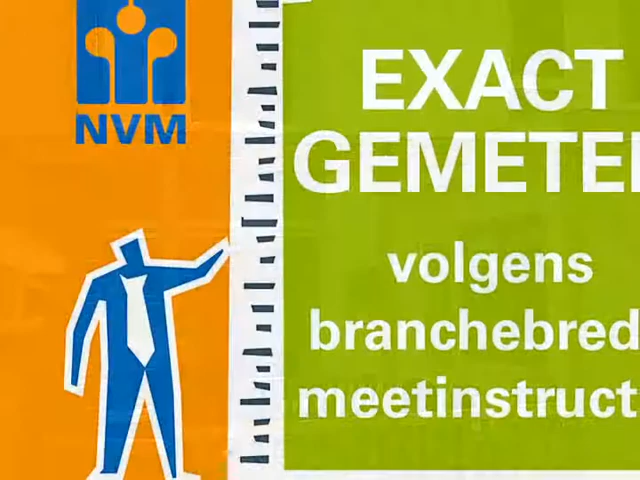 NVM
EXACT
GEMETE
volgens
branchebred
meetinstruct